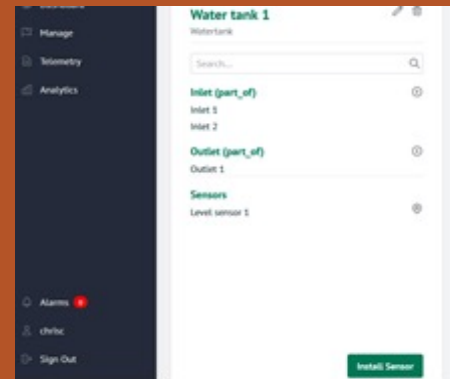 Dashboard
Manage
Telemetry
Analytics
Alarms
chrisc
Sign Out
Water tank 1
Watertank
Search...
Inlet (part_of)
Inlet 1
Inlet 2
Outlet (part_of)
Outlet 1
Sensors
Level sensor 1
Install Sensor